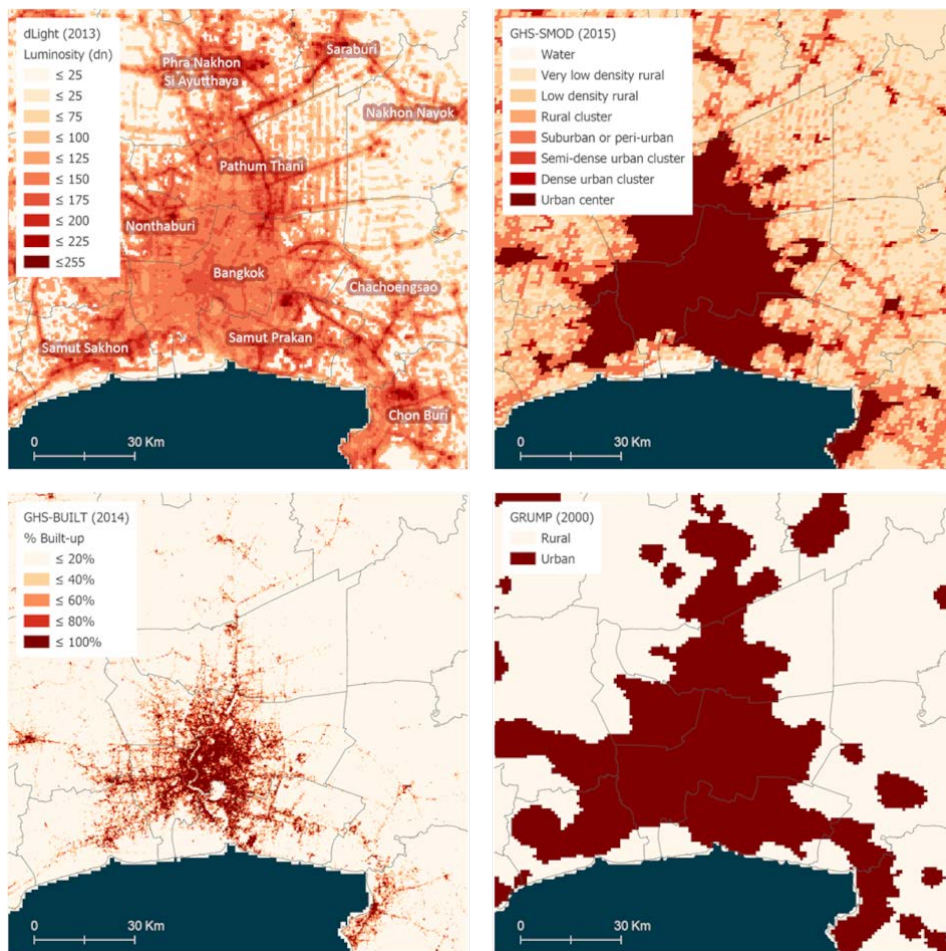 dLight (2013)
Luminosity (dn)
≤ 25
≤ 25
≤ 75
≤ 100
≤ 125
≤ 150
≤ 175
≤ 200
≤ 225
≤255
Phra Nakhon
Si Ayutthaya
Saraburi
Nakhon Nayok
Pathum Thani
Nonthaburi
Bangkok
Chachoengsao
Samut Prakan
Samut Sakhon
Chon Buri
0 30 Km
GHS-SMOD (2015)
Water
Very low density rural
Low density rural
Rural cluster
Suburban or peri-urban
Semi-dense urban cluster
Dense urban cluster
Urban center
0 30 Km
GHS-BUILT (2014)
% Built-up
≤ 20%
≤ 40%
≤ 60%
≤ 80%
≤ 100%
0 30 Km
GRUMP (2000)
Rural
Urban
0 30 Km